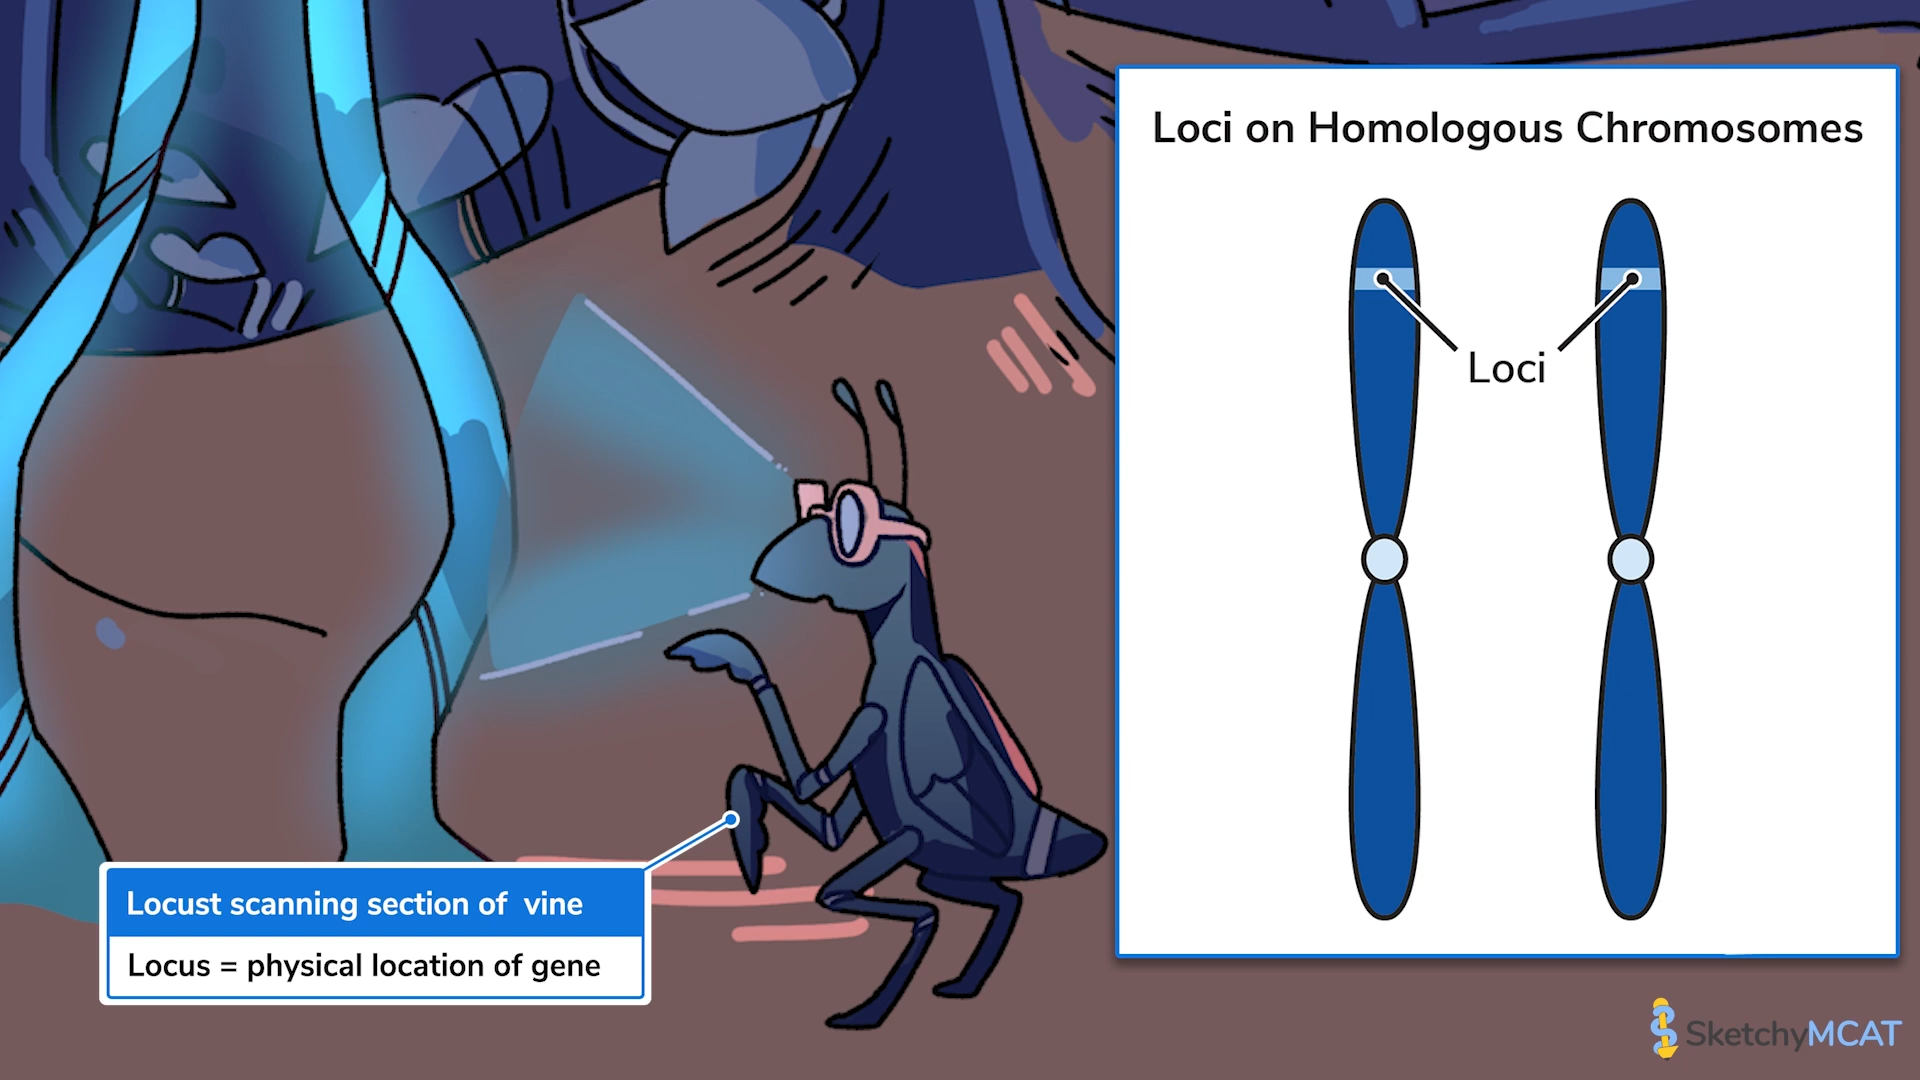 Loci on Homologous Chromosomes
Loci
Locust scanning section of vine
Locus = physical location of gene
SketchyMCAT